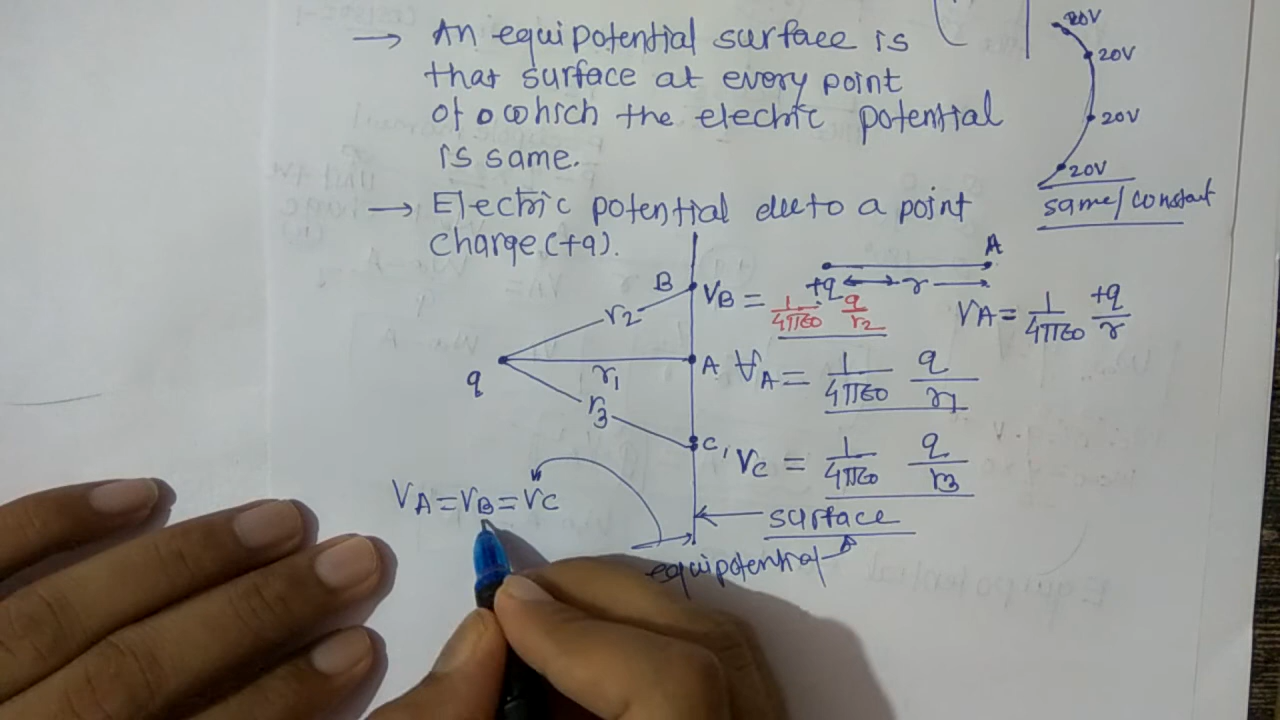 → An equipotential surface is
that surface at every point
of which the electric potential
is same.
20V
20V
20V
20V
same/constant
→ Electric potential due to a point
charge (+q).
A
+q r
VA = 1/4πε0 +q/r
B VB = 1/4πε0 q/r2
r2
q
r1
A VA = 1/4πε0 q/r1
r3
C, VC = 1/4πε0 q/r3
VA = VB = VC
surface
equipotential
Equipotential